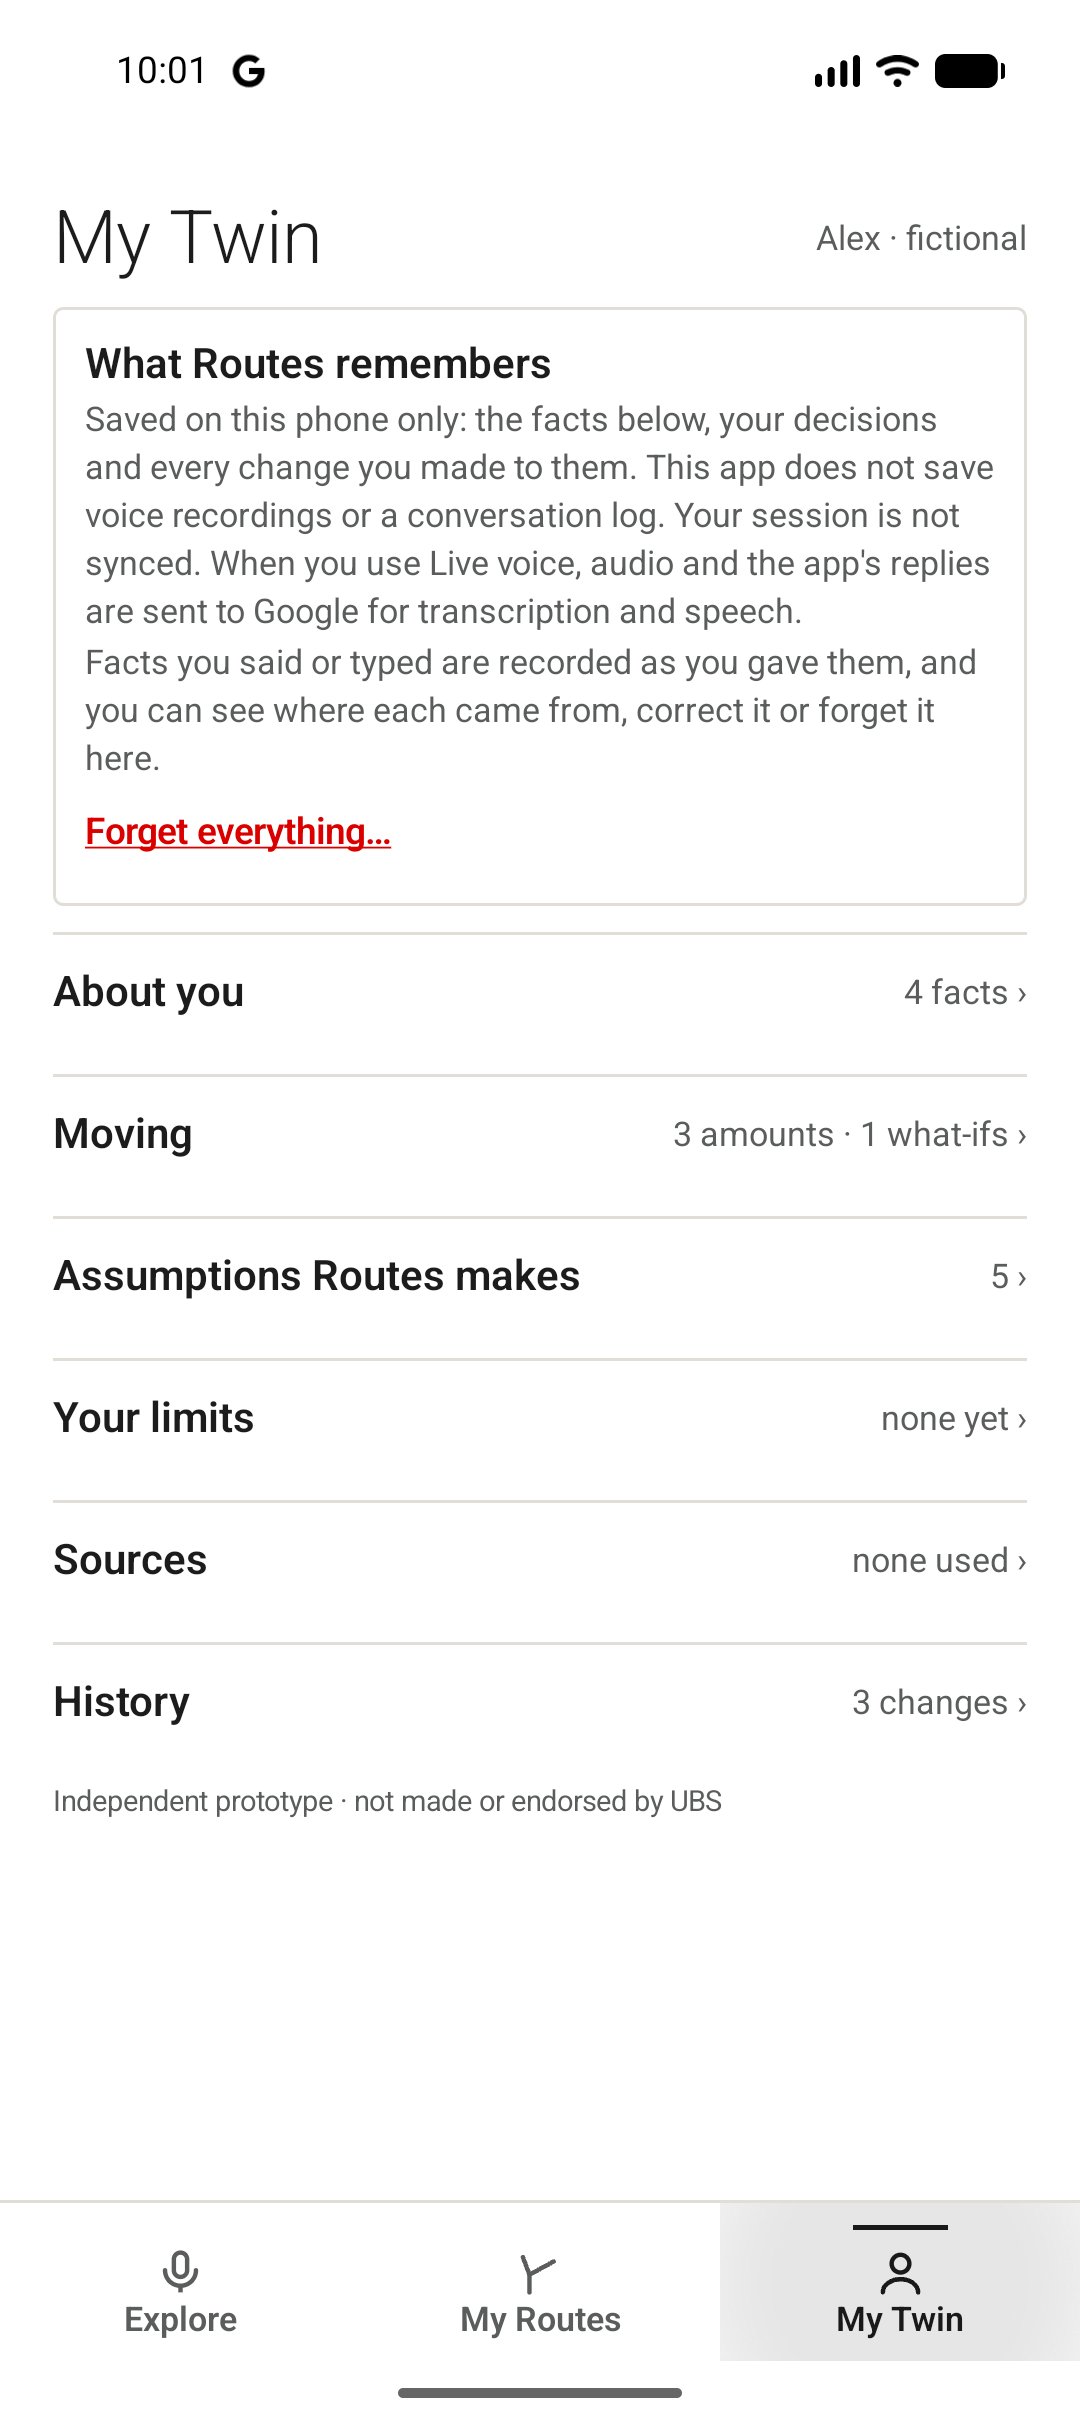 10:01
My Twin
Alex · fictional
What Routes remembers
Saved on this phone only: the facts below, your decisions
and every change you made to them. This app does not save
voice recordings or a conversation log. Your session is not
synced. When you use Live voice, audio and the app's replies
are sent to Google for transcription and speech.
Facts you said or typed are recorded as you gave them, and
you can see where each came from, correct it or forget it
here.
Forget everything…
About you
4 facts ›
Moving
3 amounts · 1 what-ifs ›
Assumptions Routes makes
5 ›
Your limits
none yet ›
Sources
none used ›
History
3 changes ›
Independent prototype · not made or endorsed by UBS
Explore
My Routes
My Twin